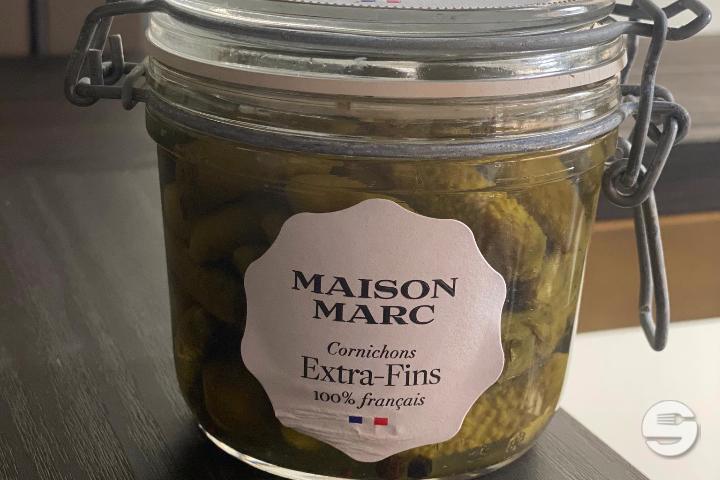 MAISON
MARC
Cornichons
Extra-Fins
100% français